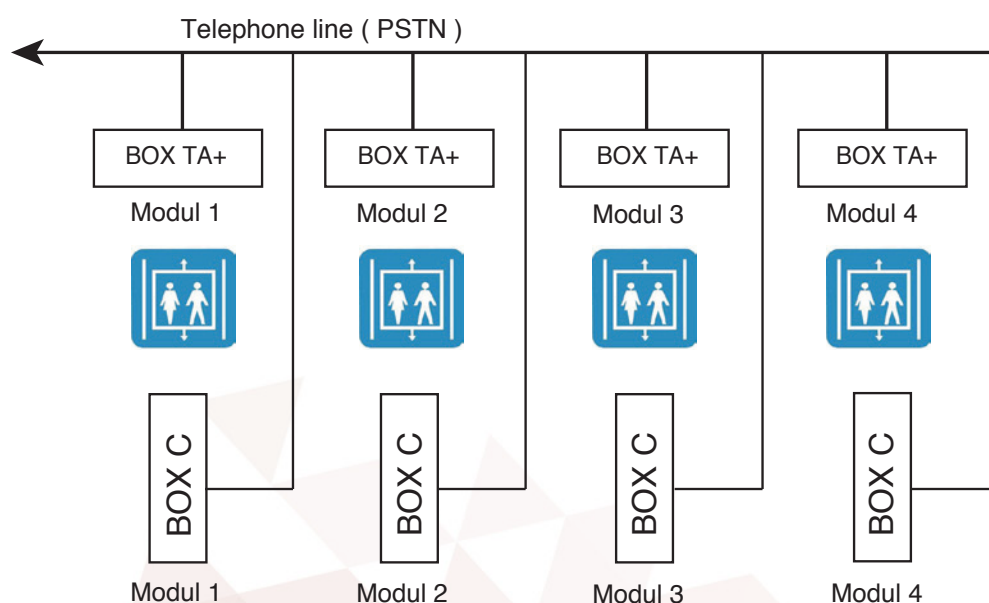 Telephone line ( PSTN )
BOX TA+ BOX TA+ BOX TA+ BOX TA+
Modul 1 Modul 2 Modul 3 Modul 4
BOX C BOX C BOX C BOX C
Modul 1 Modul 2 Modul 3 Modul 4